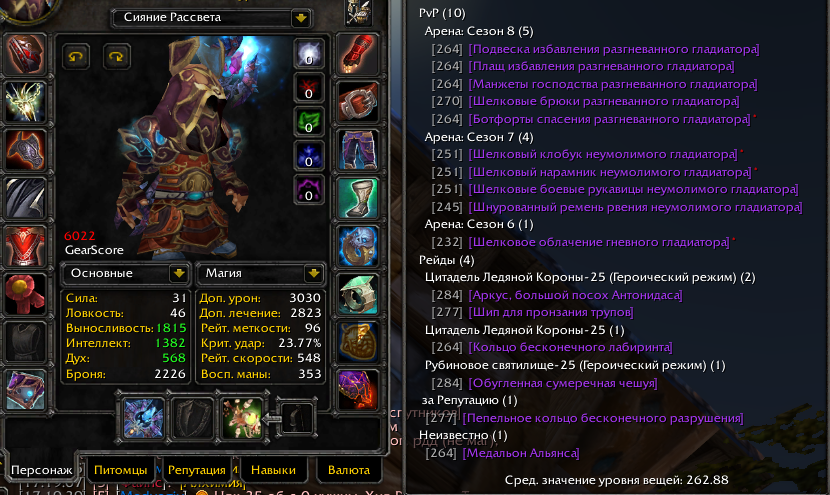 Сияние Рассвета
0
0
0
0
0
6022
GearScore
Основные
Магия
Сила: 31
Ловкость: 46
Выносливость: 1815
Интеллект: 1382
Дух: 568
Броня: 2226
Доп. урон: 3030
Доп. лечение: 2823
Рейт. меткости: 96
Крит. удар: 23.77%
Рейт. скорости: 548
Восп. маны: 353
Персонаж
Питомцы
Репутация
Навыки
Валюта
PvP (10)
Арена: Сезон 8 (5)
[264] [Подвеска избавления разгневанного гладиатора]
[264] [Плащ избавления разгневанного гладиатора]
[264] [Манжеты господства разгневанного гладиатора]
[270] [Шелковые брюки разгневанного гладиатора]
[264] [Ботфорты спасения разгневанного гладиатора]*
Арена: Сезон 7 (4)
[251] [Шелковый клобук неумолимого гладиатора]*
[251] [Шелковый нарамник неумолимого гладиатора]*
[251] [Шелковые боевые рукавицы неумолимого гладиатора]
[245] [Шнурованный ремень рвения неумолимого гладиатора]
Арена: Сезон 6 (1)
[232] [Шелковое облачение гневного гладиатора]*
Рейды (4)
Цитадель Ледяной Короны-25 (Героический режим) (2)
[284] [Аркус, большой посох Антонидаса]
[277] [Шип для пронзания трупов]
Цитадель Ледяной Короны-25 (1)
[264] [Кольцо бесконечного лабиринта]
Рубиновое святилище-25 (Героический режим) (1)
[284] [Обугленная сумеречная чешуя]
за Репутацию (1)
[277] [Пепельное кольцо бесконечного разрушения]
Неизвестно (1)
[264] [Медальон Альянса]
Сред. значение уровня вещей: 262.88